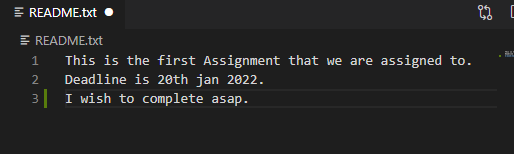 README.txt
README.txt
1 This is the first Assignment that we are assigned to.
2 Deadline is 20th jan 2022.
3 I wish to complete asap.